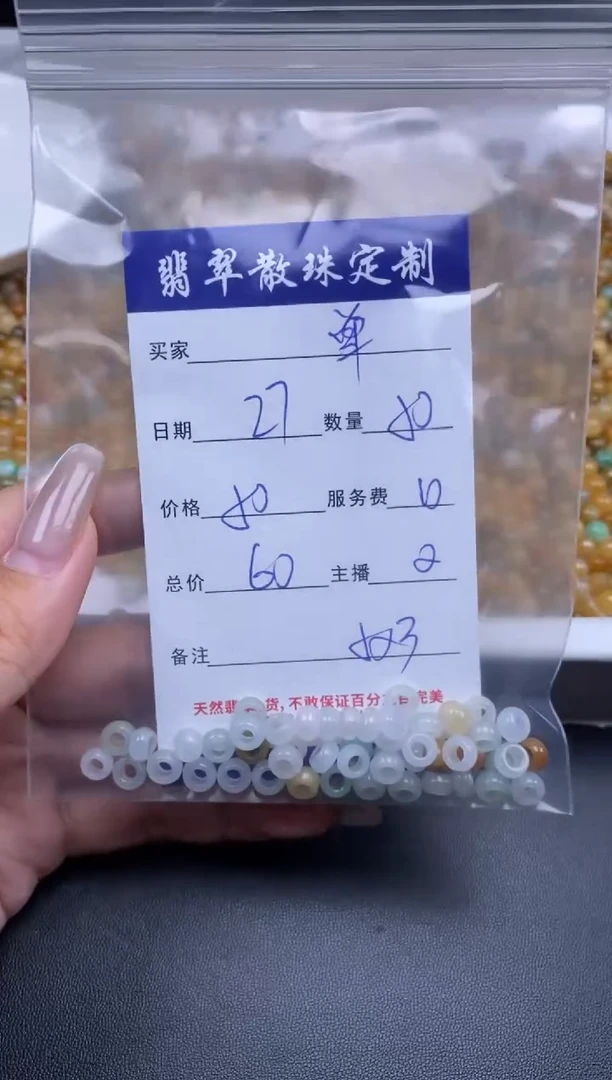 翡翠散珠定制
买家 单
日期 27 数量 80
价格 80 服务费
总价 60 主播 2
备注
天然翡 货,不敢保证百分 完美